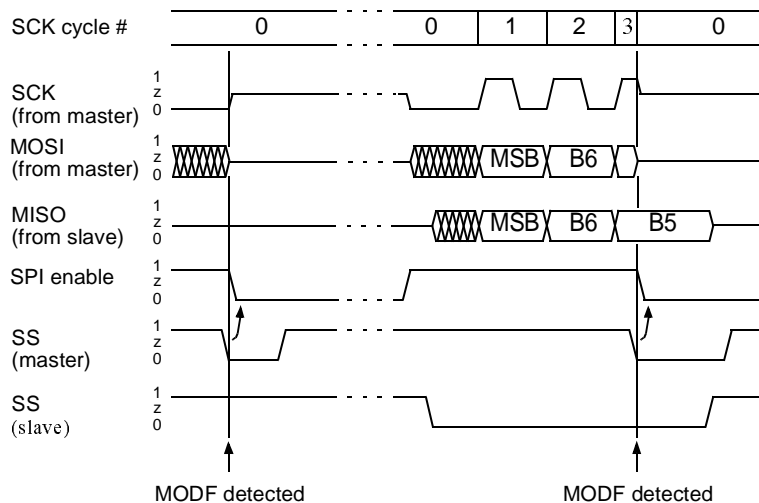 SCK cycle # 0 0 1 2 3 0
SCK
(from master)
1
z
0
MOSI
(from master)
1
z
0
MSB B6
MISO
(from slave)
1
z
0
MSB B6 B5
SPI enable
1
z
0
SS
(master)
1
z
0
SS
(slave)
1
z
0
MODF detected MODF detected